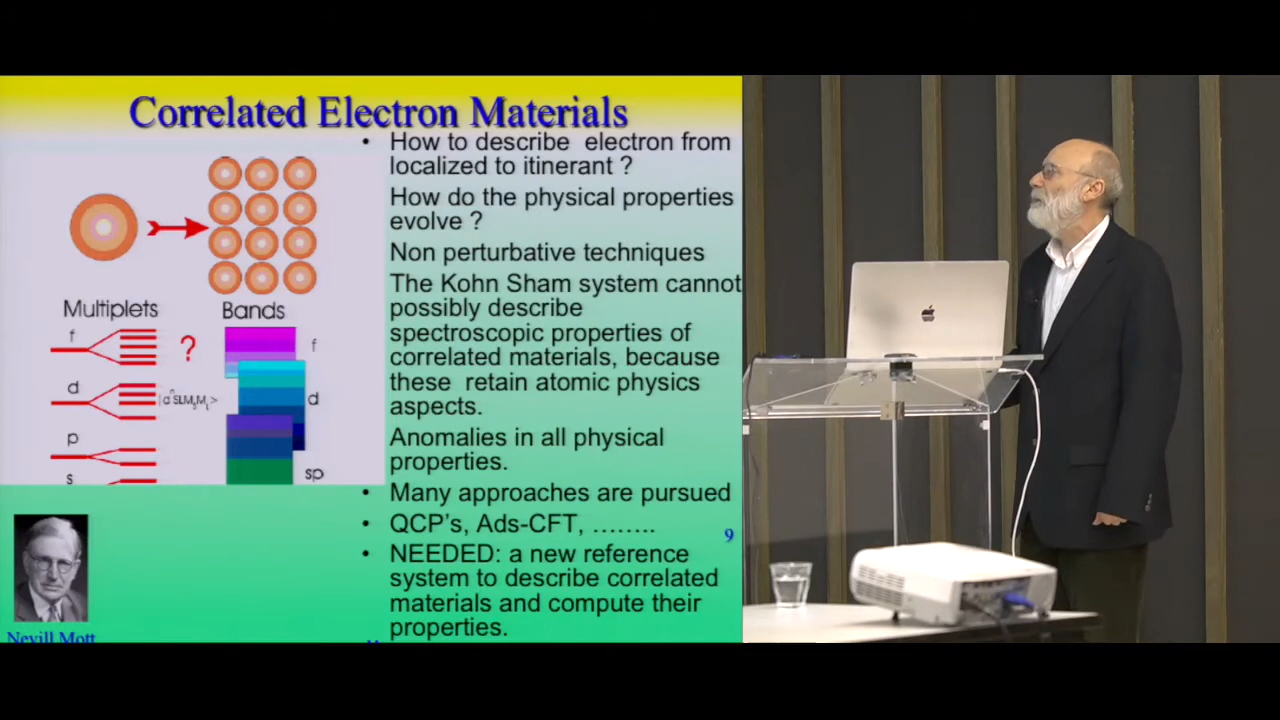 Correlated Electron Materials
• How to describe electron from
localized to itinerant ?
How do the physical properties
evolve ?
Non perturbative techniques
The Kohn Sham system cannot
possibly describe
spectroscopic properties of
correlated materials, because
these retain atomic physics
aspects.
Anomalies in all physical
properties.
• Many approaches are pursued
• QCP's, Ads-CFT, ........
• NEEDED: a new reference
system to describe correlated
materials and compute their
properties.
9
Multiplets
Bands
f
?
f
d
d
p
s
sp
Nevill Mott